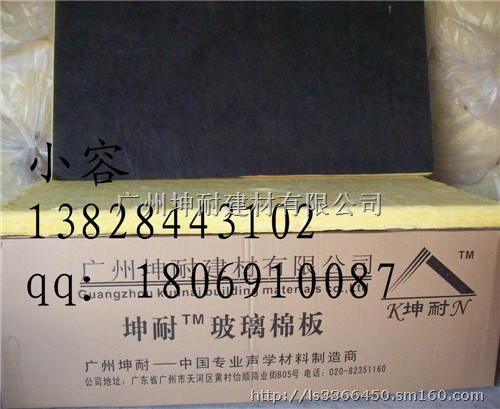 小容
广州坤耐建材有限公司
13828443102
广州坤耐建材有限公司
TM
qq: 1806910087
Guangzhou kunnai building materials co.,Ltd
K坤耐N
坤耐™玻璃棉板
广州坤耐——中国专业声学材料制造商
公司地址：广东省广州市天河区黄村怡顺商业街B05号 电话：020-82351160
http://ls3366450.sm160.com